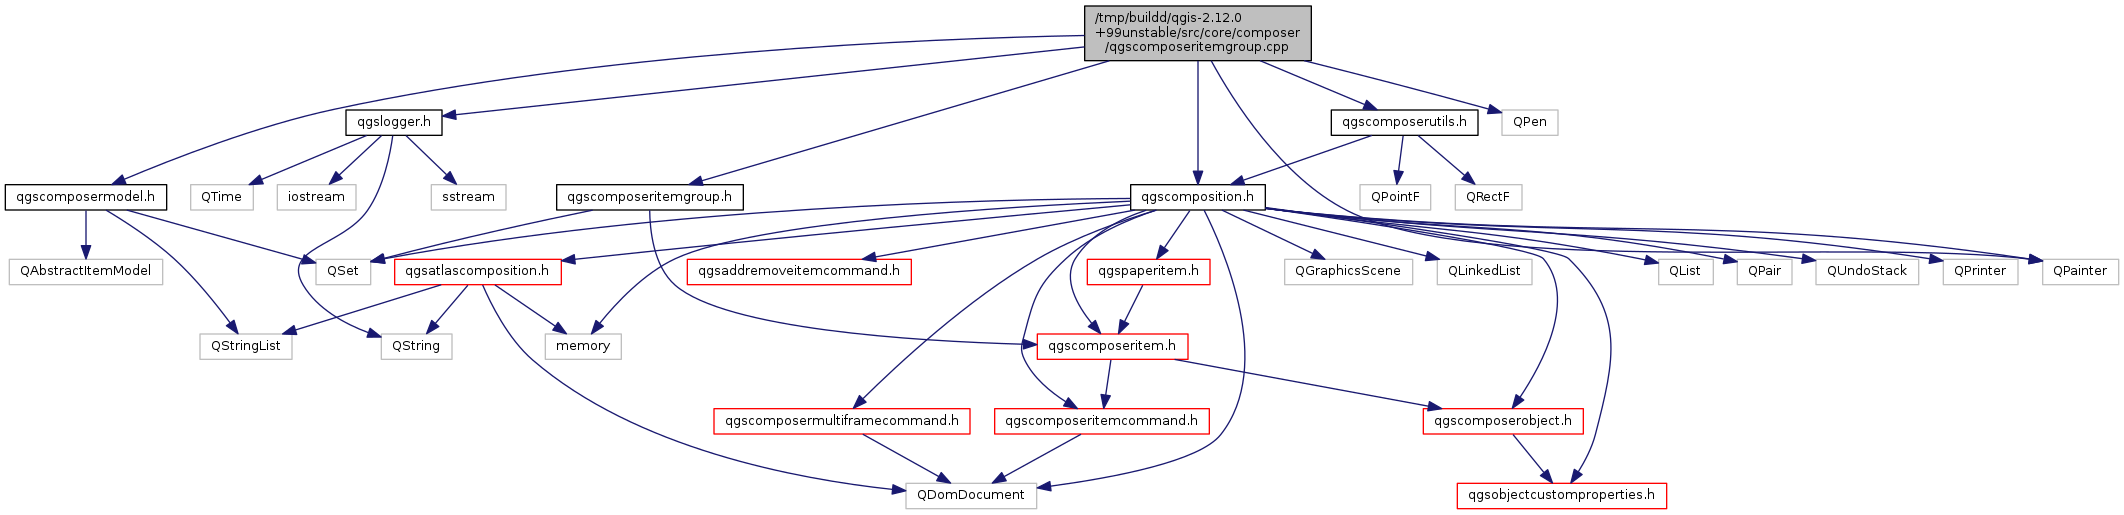 /tmp/buildd/qgis-2.12.0
+99unstable/src/core/composer
/qgscomposeritemgroup.cpp
qgslogger.h
qgscomposerutils.h
QPen
qgscomposermodel.h
QTime
iostream
sstream
qgscomposeritemgroup.h
qgscomposition.h
QPointF
QRectF
QAbstractItemModel
QSet
qgsatlascomposition.h
qgsaddremoveitemcommand.h
qgspaperitem.h
QGraphicsScene
QLinkedList
QList
QPair
QUndoStack
QPrinter
QPainter
QStringList
QString
memory
qgscomposeritem.h
qgscomposermultiframecommand.h
qgscomposeritemcommand.h
qgscomposerobject.h
QDomDocument
qgsobjectcustomproperties.h